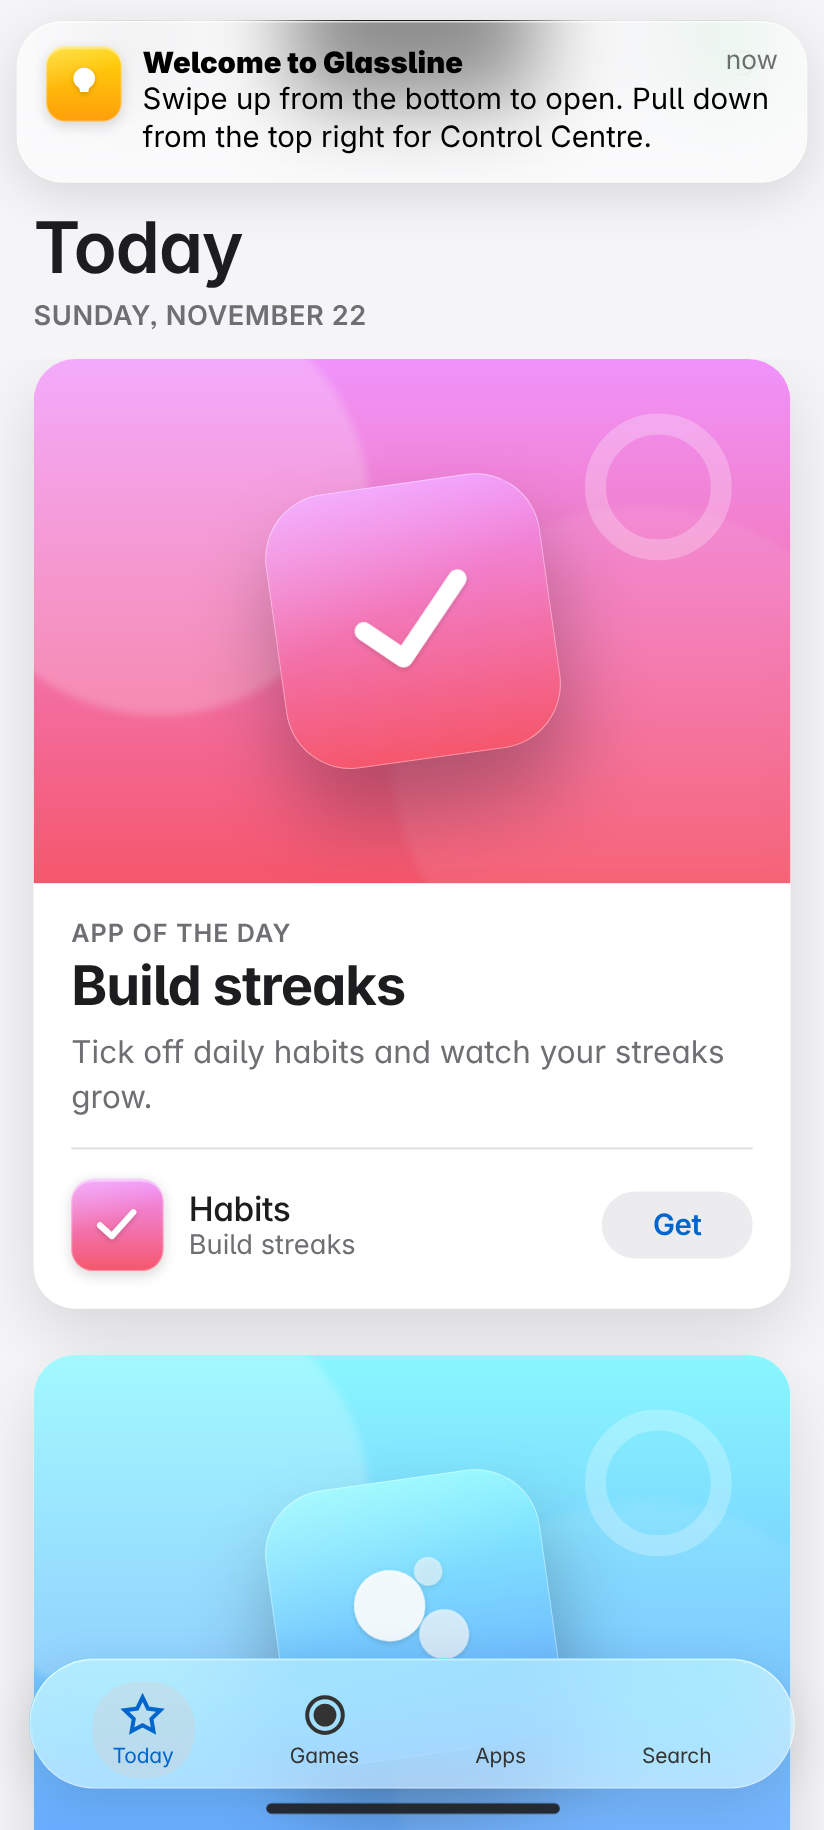 Welcome to Glassline
now
Swipe up from the bottom to open. Pull down
from the top right for Control Centre.
Today
SUNDAY, NOVEMBER 22
APP OF THE DAY
Build streaks
Tick off daily habits and watch your streaks
grow.
Habits
Build streaks
Get
Today
Games
Apps
Search